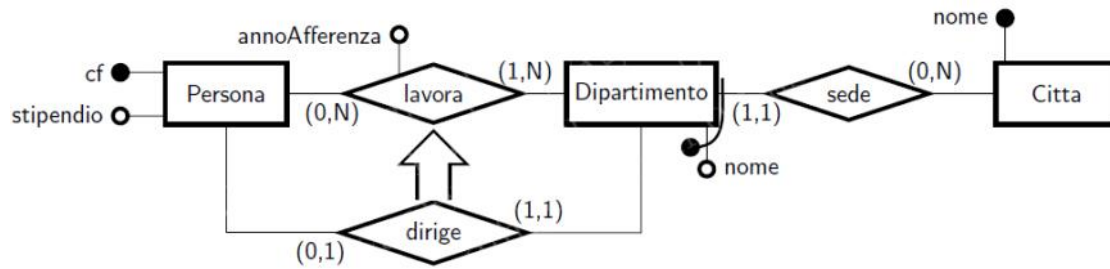 nome
annoAfferenza
cf
(1,N)
(0,N)
Persona
lavora
Dipartimento
sede
Citta
stipendio
(0,N)
(1,1)
nome
(1,1)
dirige
(0,1)